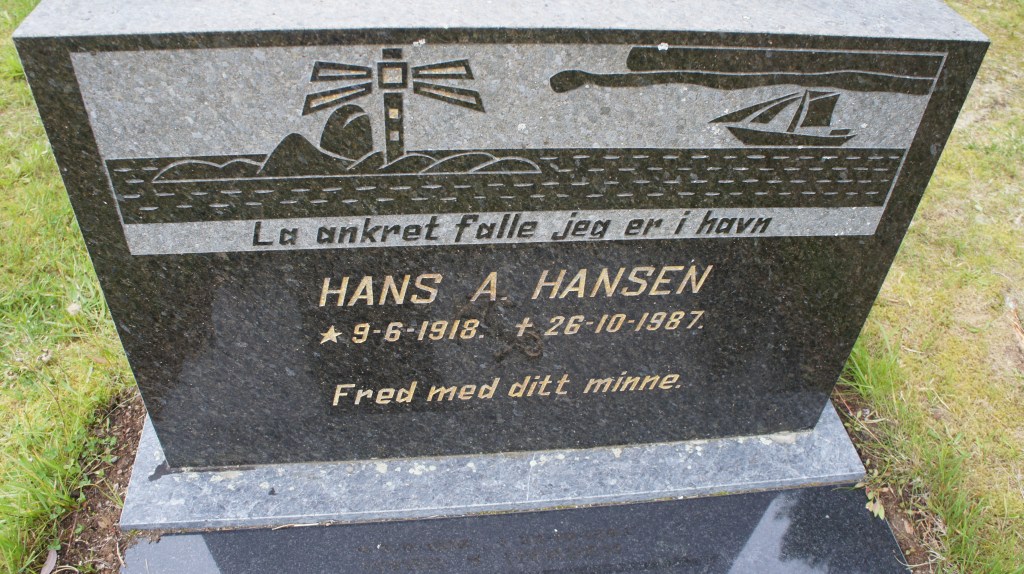 La ankret falle jeg er i havn
HANS A. HANSEN
★ 9-6-1918. ✝ 26-10-1987.
Fred med ditt minne.